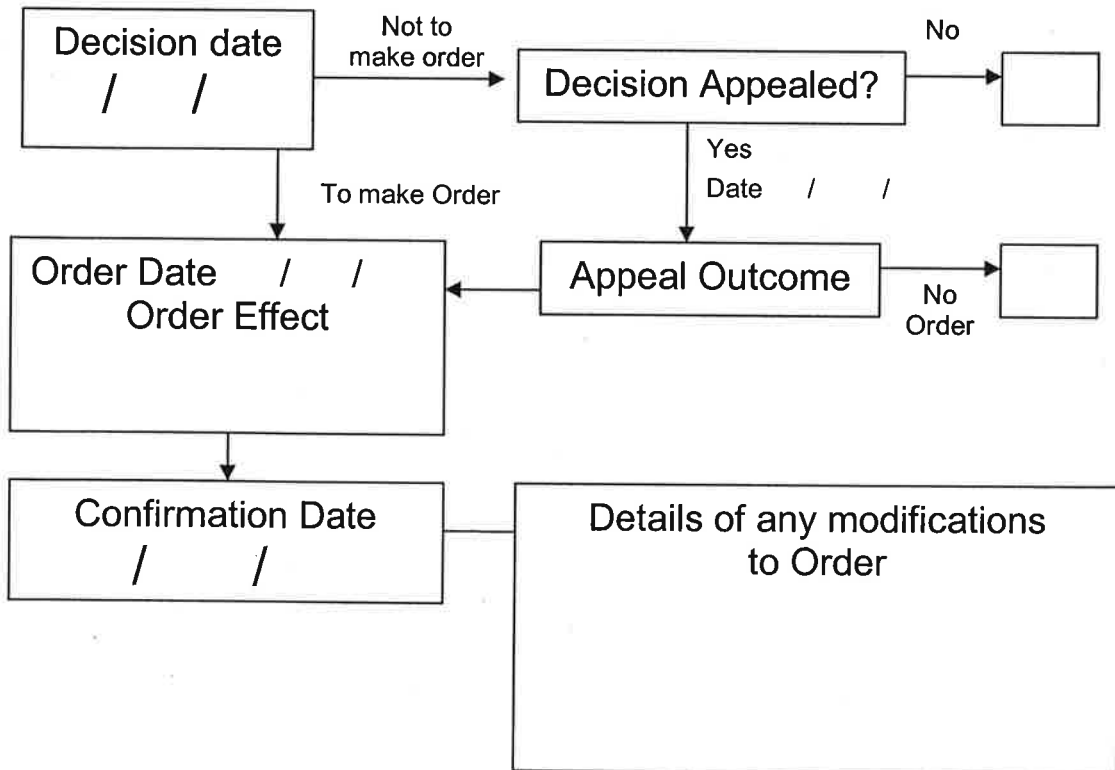 Decision date
/ /
Not to
make order
Decision Appealed?
No
Yes
Date / /
To make Order
Order Date / /
Order Effect
Appeal Outcome
No
Order
Confirmation Date
/ /
Details of any modifications
to Order